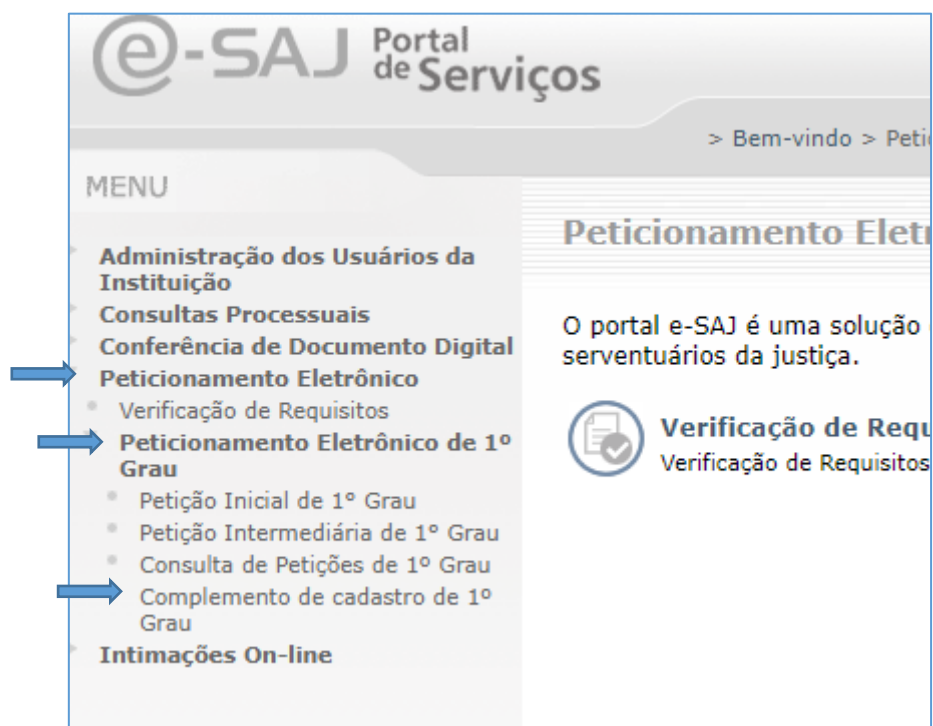 e-SAJ Portal de Serviços
> Bem-vindo > Peti
MENU
Administração dos Usuários da
Instituição
Consultas Processuais
Conferência de Documento Digital
Peticionamento Eletrônico
Verificação de Requisitos
Peticionamento Eletrônico de 1º
Grau
Petição Inicial de 1º Grau
Petição Intermediária de 1º Grau
Consulta de Petições de 1º Grau
Complemento de cadastro de 1º
Grau
Intimações On-line
Peticionamento Elet
O portal e-SAJ é uma solução
serventuários da justiça.
Verificação de Requ
Verificação de Requisitos